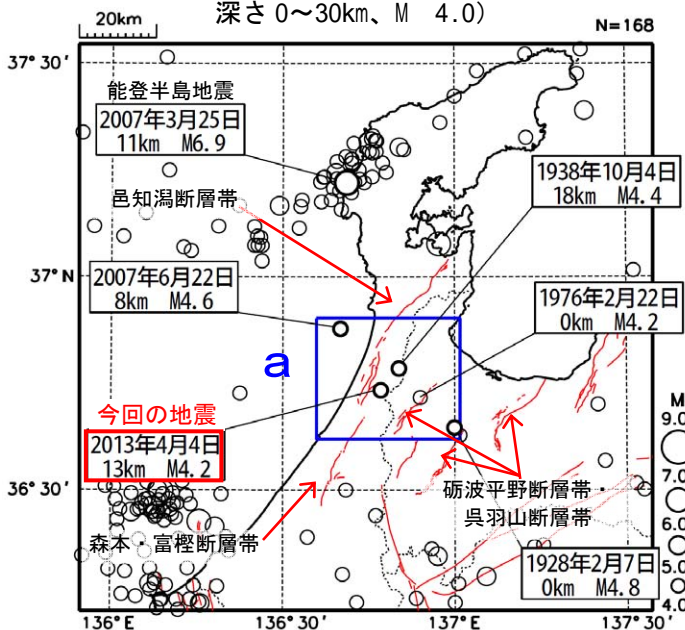 深さ 0~30km、M 4.0)
20km
N=168
37°30′
能登半島地震
2007年3月25日
11km M6.9
邑知潟断層帯
1938年10月4日
18km M4.4
37°N
2007年6月22日
8km M4.6
1976年2月22日
0km M4.2
a
今回の地震
2013年4月4日
13km M4.2
M
9.0
7.0
6.0
5.0
4.0
36°30′
砺波平野断層帯・
呉羽山断層帯
森本・富樫断層帯
1928年2月7日
0km M4.8
136°E
136°30′
137°N
137°30′